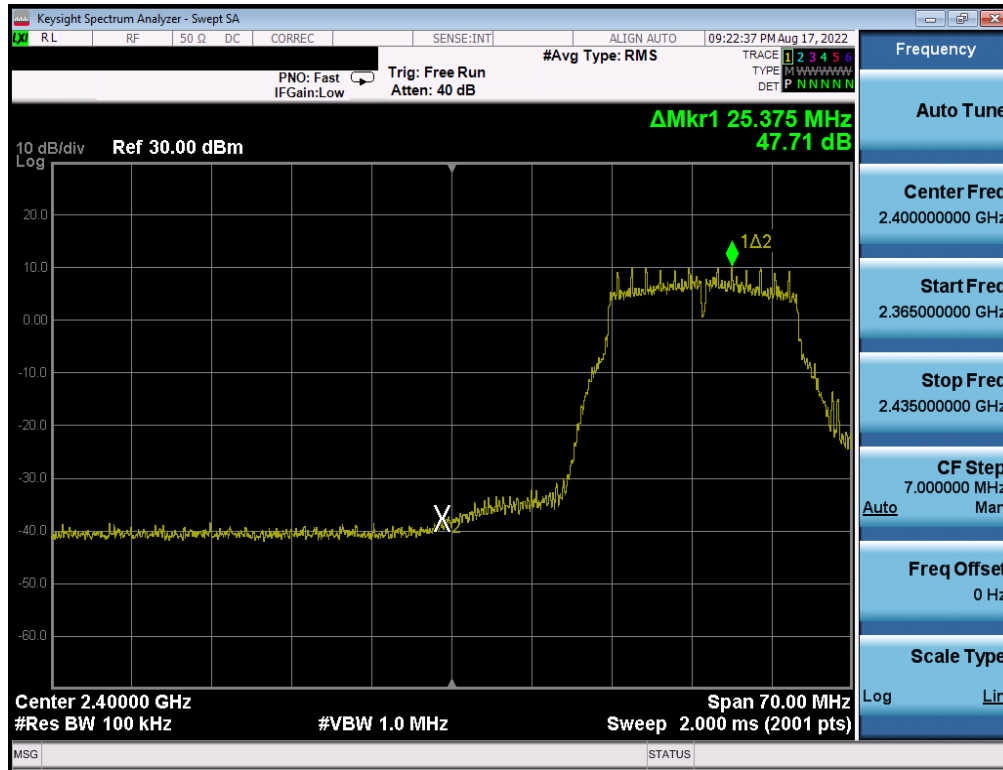 Keysight Spectrum Analyzer - Swept SA
LXI RL RF 50 Ω DC CORREC SENSE:INT ALIGN AUTO 09:22:37 PM Aug 17, 2022
PNO: Fast
IFGain:Low
Trig: Free Run
Atten: 40 dB
#Avg Type: RMS
TRACE 1 2 3 4 5 6
TYPE M WWWWW
DET P N N N N N
ΔMkr1 25.375 MHz
47.71 dB
10 dB/div Ref 30.00 dBm
Log
20.0
10.0
0.00
-10.0
-20.0
-30.0
-40.0
-50.0
-60.0
1Δ2
X2
Center 2.40000 GHz Span 70.00 MHz
#Res BW 100 kHz #VBW 1.0 MHz Sweep 2.000 ms (2001 pts)
MSG STATUS
Frequency
Auto Tune
Center Freq
2.400000000 GHz
Start Freq
2.365000000 GHz
Stop Freq
2.435000000 GHz
CF Step
7.000000 MHz
Auto Man
Freq Offset
0 Hz
Scale Type
Log Lin